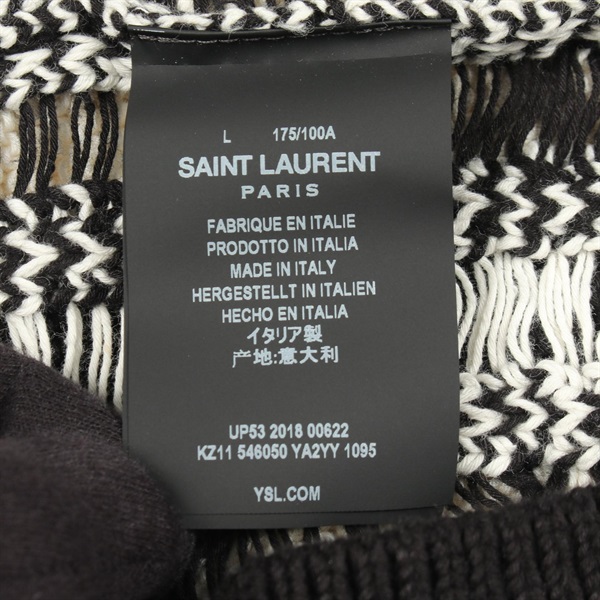 L 175/100A
SAINT LAURENT
PARIS
FABRIQUE EN ITALIE
PRODOTTO IN ITALIA
MADE IN ITALY
HERGESTELLT IN ITALIEN
HECHO EN ITALIA
イタリア製
产地:意大利
UP53 2018 00622
KZ11 546050 YA2YY 1095
YSL.COM